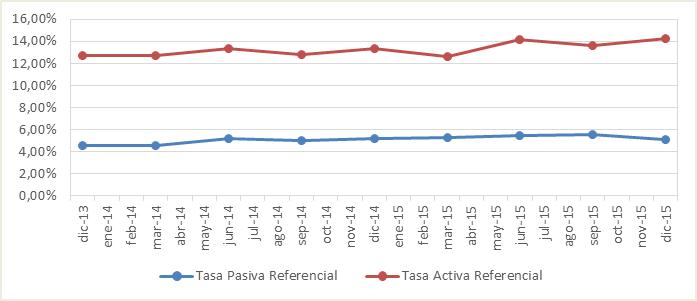 16,00%
14,00%
12,00%
10,00%
8,00%
6,00%
4,00%
2,00%
0,00%
dic-13
ene-14
feb-14
mar-14
abr-14
may-14
jun-14
jul-14
ago-14
sep-14
oct-14
nov-14
dic-14
ene-15
feb-15
mar-15
abr-15
may-15
jun-15
jul-15
ago-15
sep-15
oct-15
nov-15
dic-15
Tasa Pasiva Referencial Tasa Activa Referencial